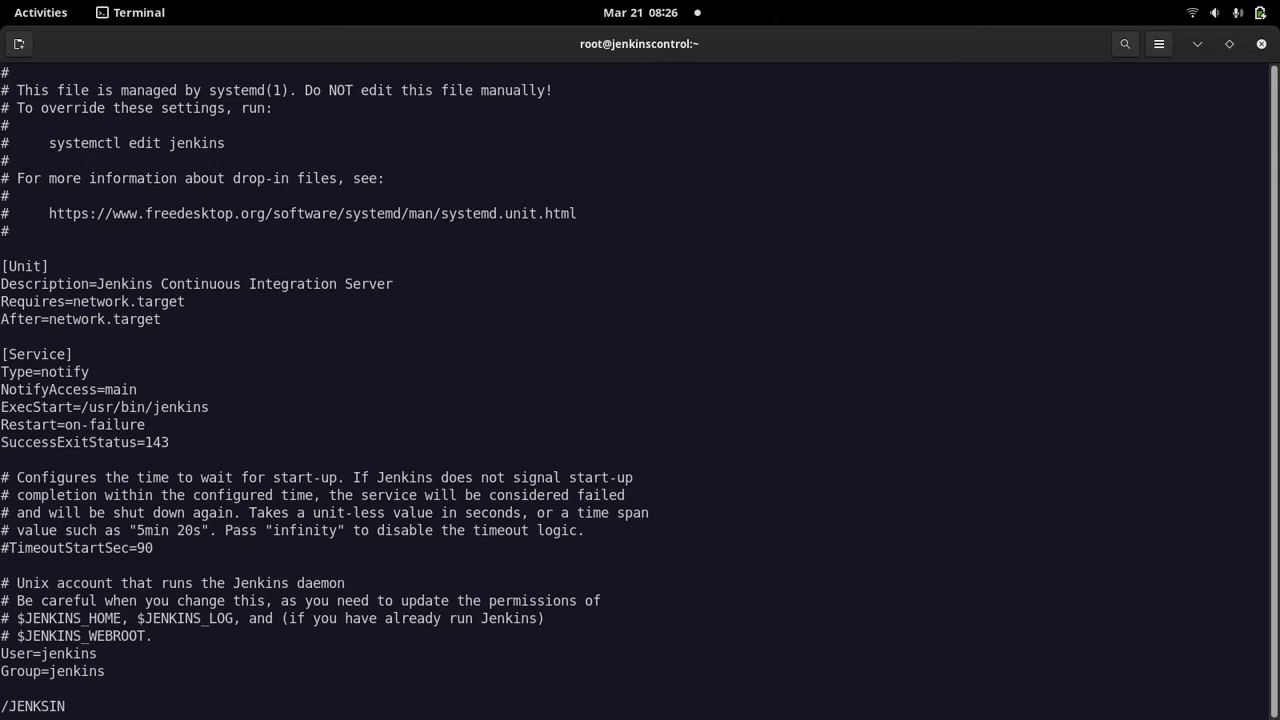 Activities
Terminal
Mar 21 08:26
root@jenkinscontrol:~
#
# This file is managed by systemd(1). Do NOT edit this file manually!
# To override these settings, run:
#
#     systemctl edit jenkins
#
# For more information about drop-in files, see:
#
#     https://www.freedesktop.org/software/systemd/man/systemd.unit.html
#

[Unit]
Description=Jenkins Continuous Integration Server
Requires=network.target
After=network.target

[Service]
Type=notify
NotifyAccess=main
ExecStart=/usr/bin/jenkins
Restart=on-failure
SuccessExitStatus=143

# Configures the time to wait for start-up. If Jenkins does not signal start-up
# completion within the configured time, the service will be considered failed
# and will be shut down again. Takes a unit-less value in seconds, or a time span
# value such as "5min 20s". Pass "infinity" to disable the timeout logic.
#TimeoutStartSec=90

# Unix account that runs the Jenkins daemon
# Be careful when you change this, as you need to update the permissions of
# $JENKINS_HOME, $JENKINS_LOG, and (if you have already run Jenkins)
# $JENKINS_WEBROOT.
User=jenkins
Group=jenkins

/JENKSIN